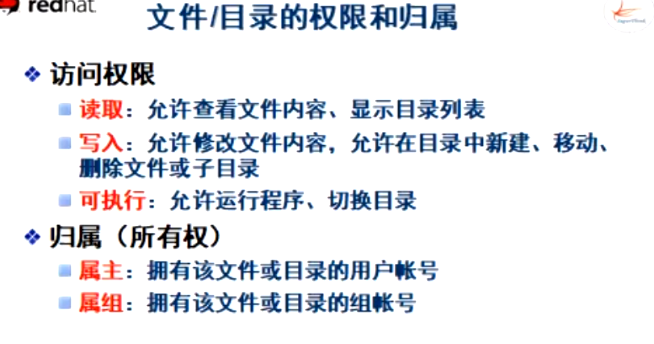 redhat
文件/目录的权限和归属
访问权限
读取：允许查看文件内容、显示目录列表
写入：允许修改文件内容，允许在目录中新建、移动、
删除文件或子目录
可执行：允许运行程序、切换目录
归属（所有权）
属主：拥有该文件或目录的用户帐号
属组：拥有该文件或目录的组帐号